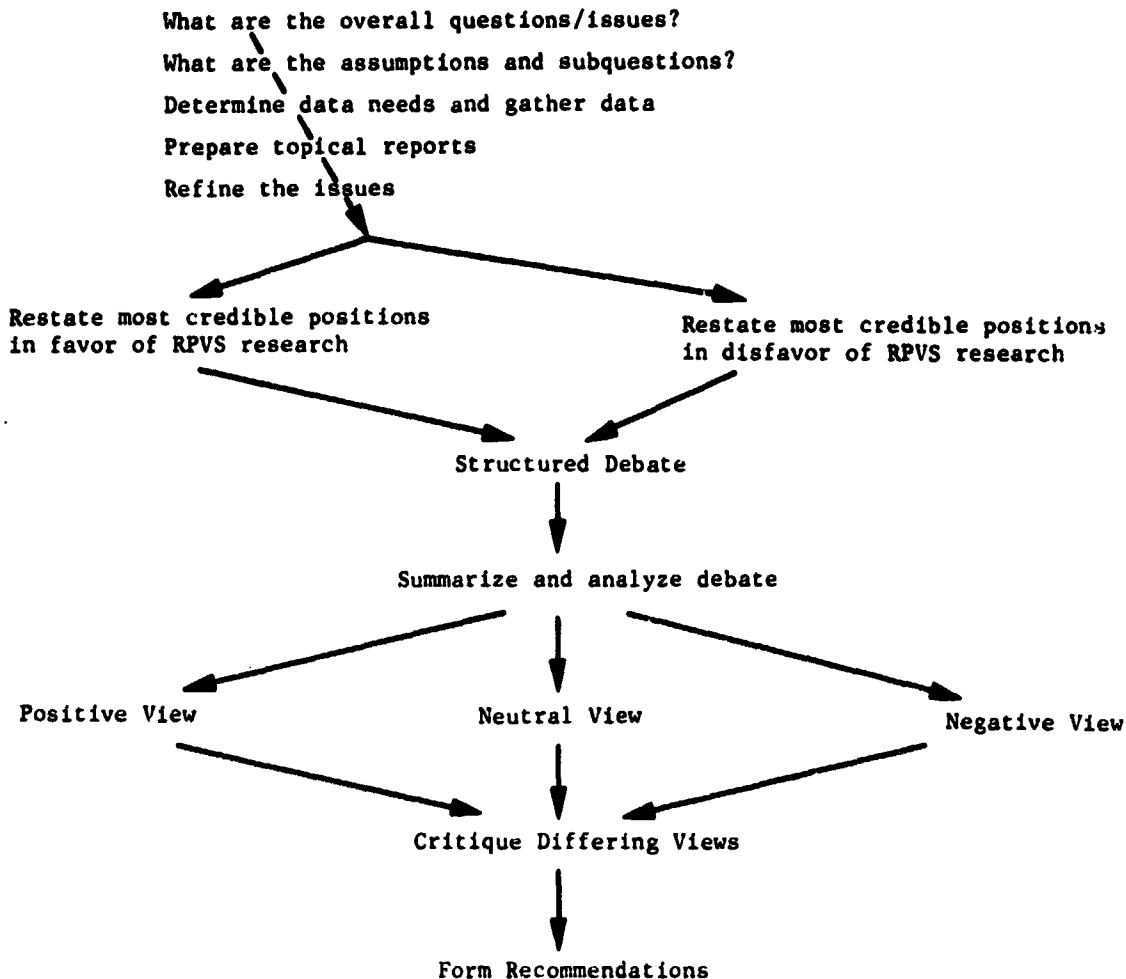 What are the overall questions/issues?
What are the assumptions and subquestions?
Determine data needs and gather data
Prepare topical reports
Refine the issues
Restate most credible positions
in favor of RPVS research
Restate most credible positions
in disfavor of RPVS research
Structured Debate
Summarize and analyze debate
Positive View
Neutral View
Negative View
Critique Differing Views
Form Recommendations